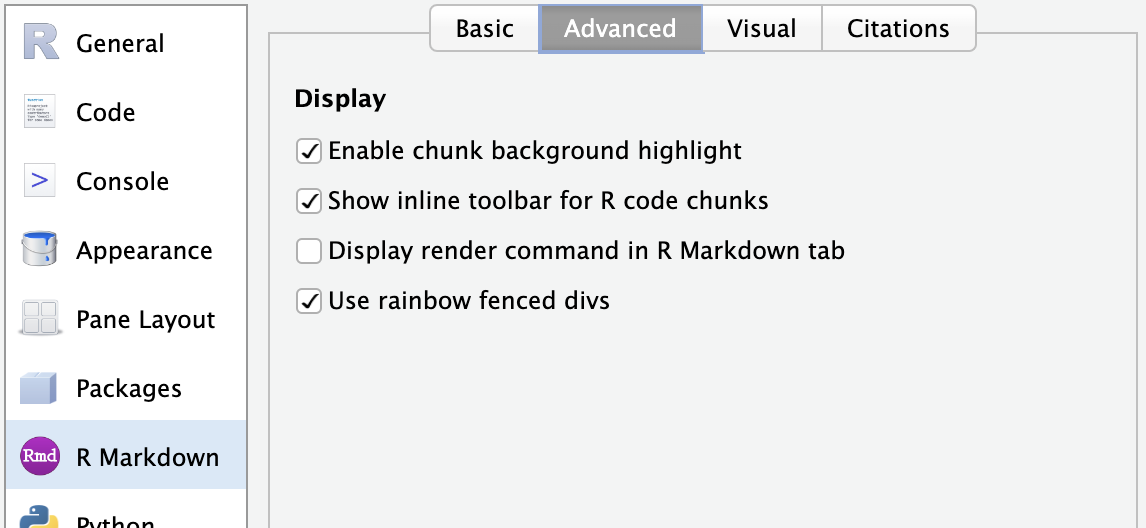 General
Code
Console
Appearance
Pane Layout
Packages
Rmd
R Markdown
Python
Basic
Advanced
Visual
Citations
Display
Enable chunk background highlight
Show inline toolbar for R code chunks
Display render command in R Markdown tab
Use rainbow fenced divs